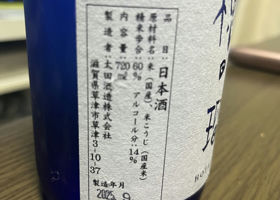 品目 日本酒
原材料名 米(国産)、米こうじ(国産米)
精米歩合 60% アルコール分 14%
内容量 720ml
製造者 太田酒造株式会社
滋賀県草津市草津3-10-37
製造年月
2025.9